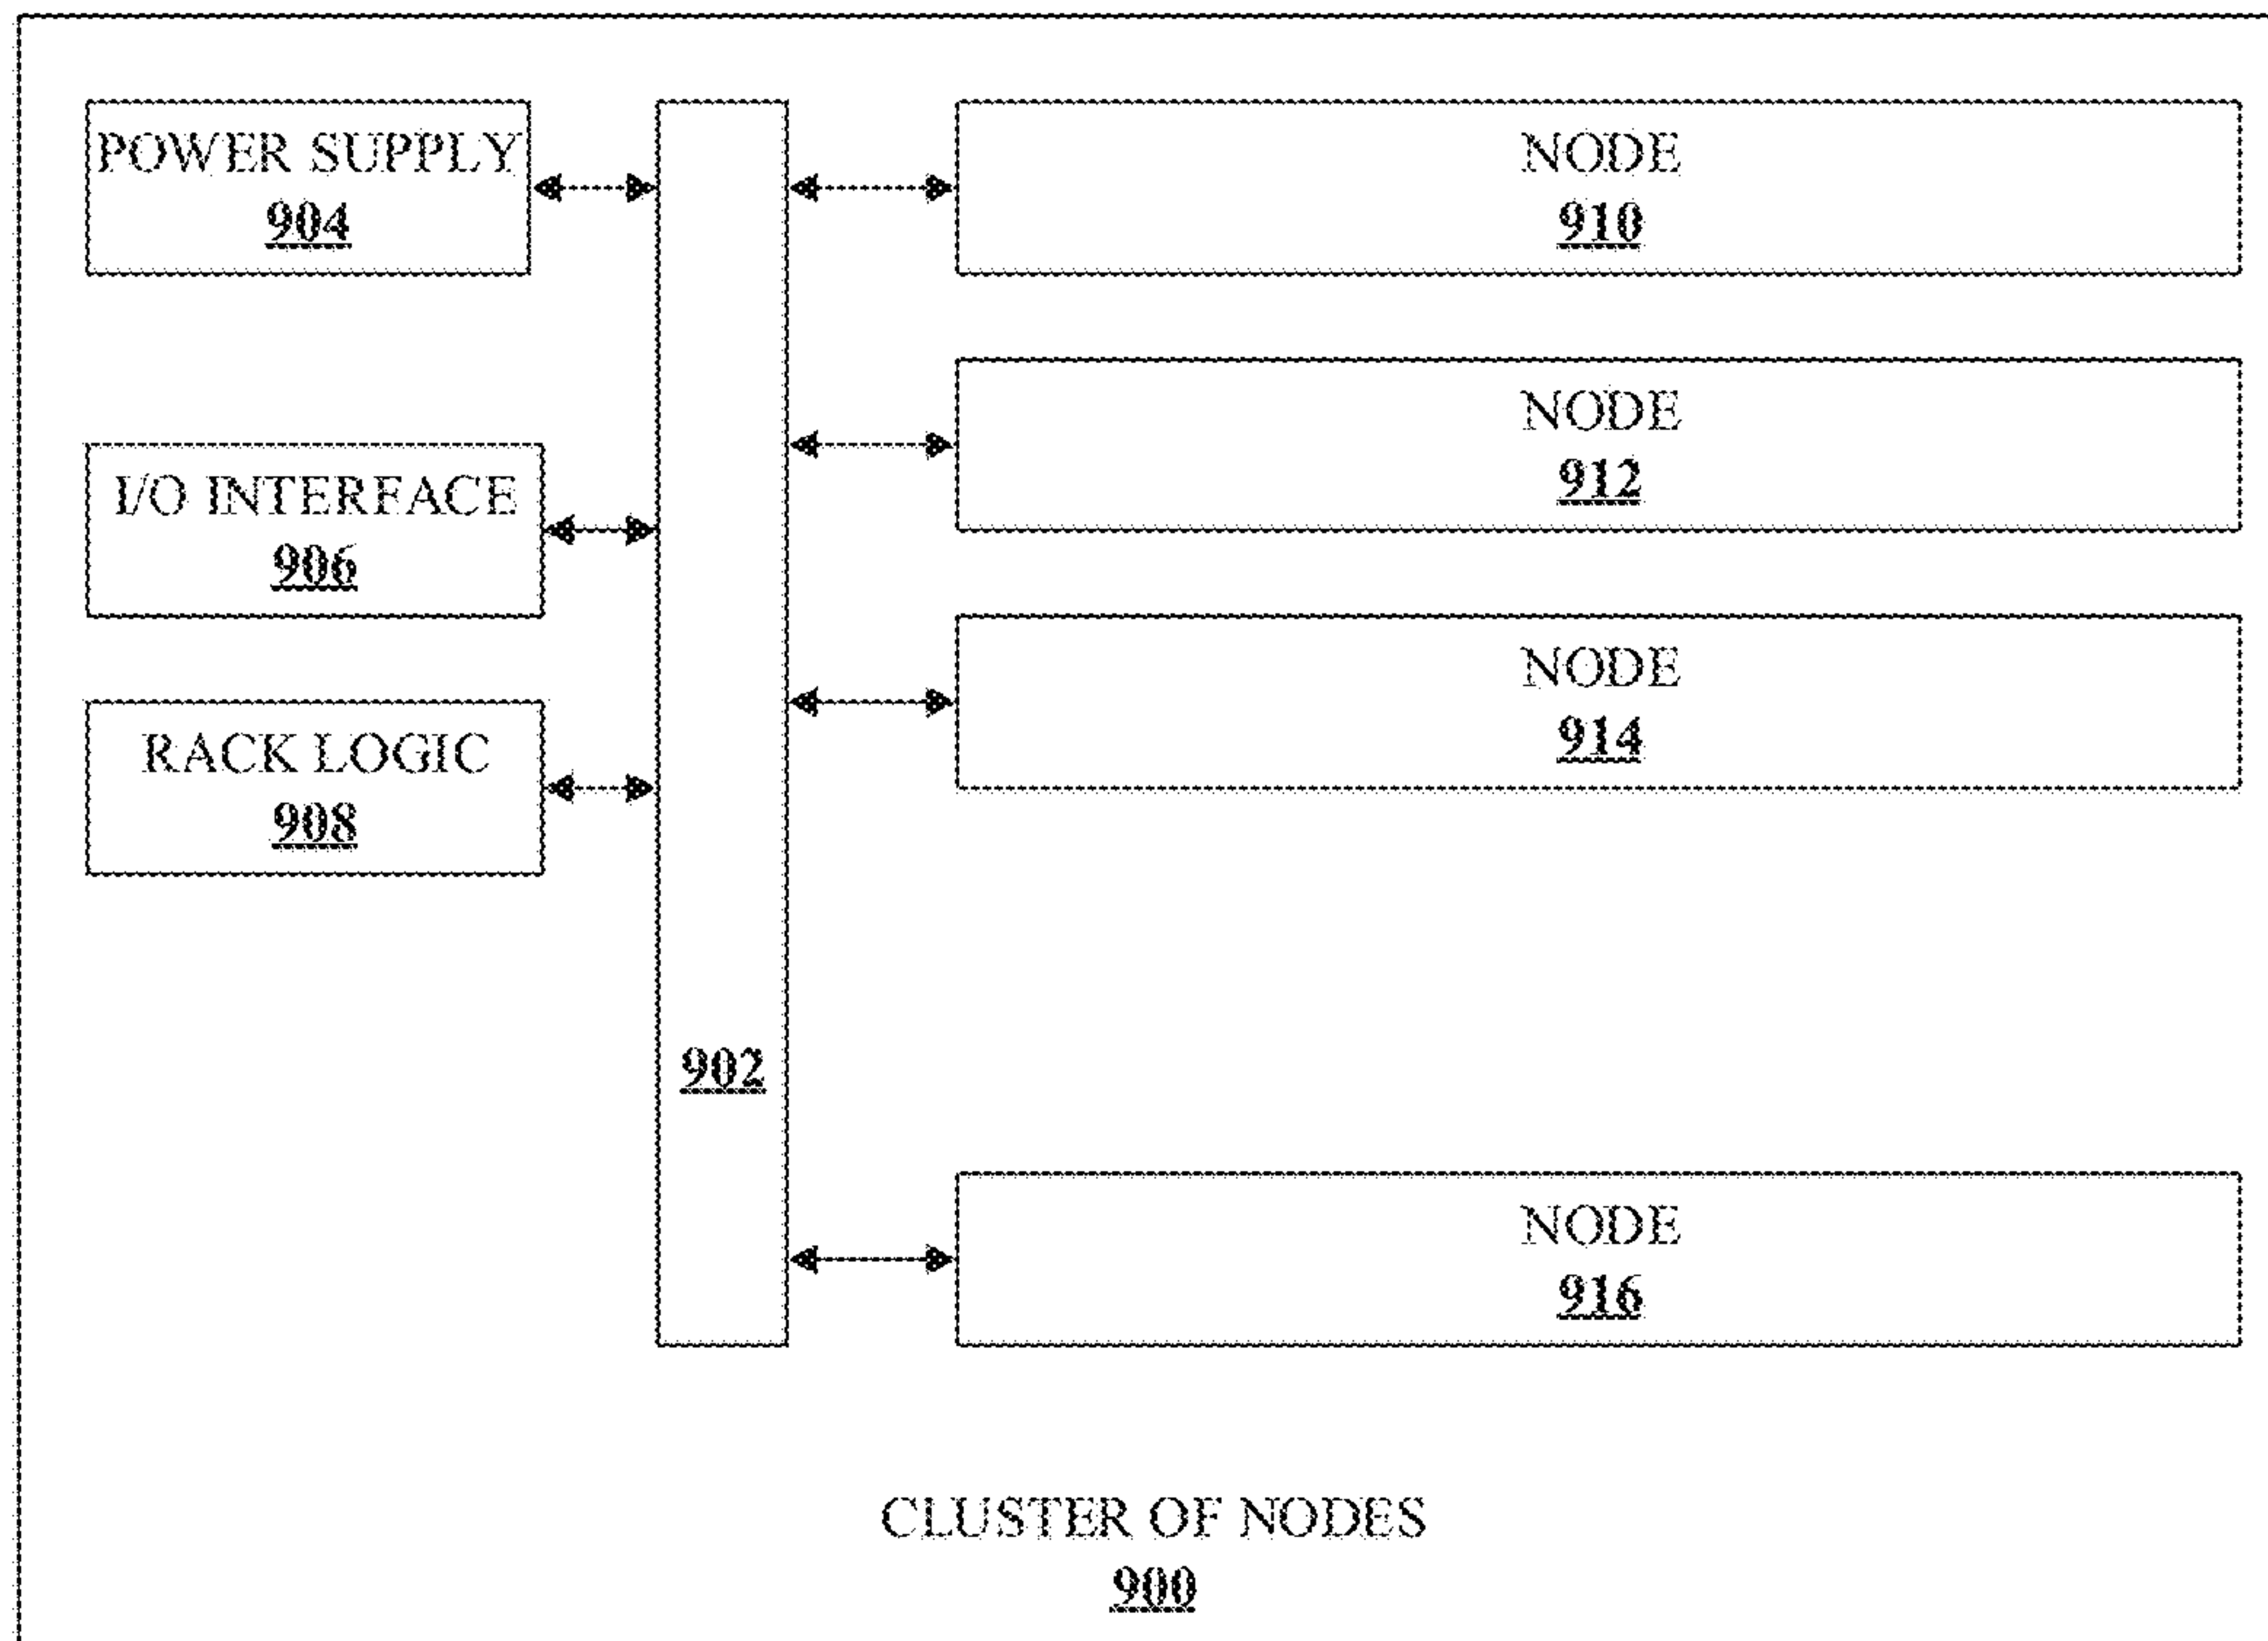 POWER SUPPLY
904
I/O INTERFACE
906
RACK LOGIC
908
902
NODE
910
NODE
912
NODE
914
NODE
916
CLUSTER OF NODES
900